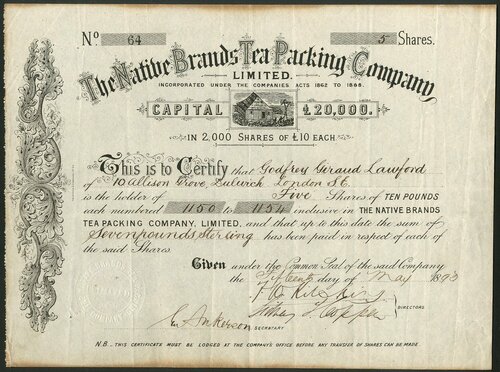 No 64 5 Shares.
The Native Brands Tea Packing Company
LIMITED.
INCORPORATED UNDER THE COMPANIES ACTS 1862 TO 1886.
CAPITAL £20,000.
IN 2,000 SHARES OF £10 EACH
This is to Certify that Godfrey Geraud Lawford
of 10 Allison Grove, Dulwich London S.E.
is the holder of Five Shares of TEN POUNDS
each numbered 1150 to 1154 inclusive in THE NATIVE BRANDS
TEA PACKING COMPANY, LIMITED, and that up to this date the sum of
Seven pounds Sterling has been paid in respect of each of
the said Shares.
Given under the Common Seal of the said Company
the day of May 1893
DIRECTORS
SECRETARY
N.B. THIS CERTIFICATE MUST BE LODGED AT THE COMPANY'S OFFICE BEFORE ANY TRANSFER OF SHARES CAN BE MADE